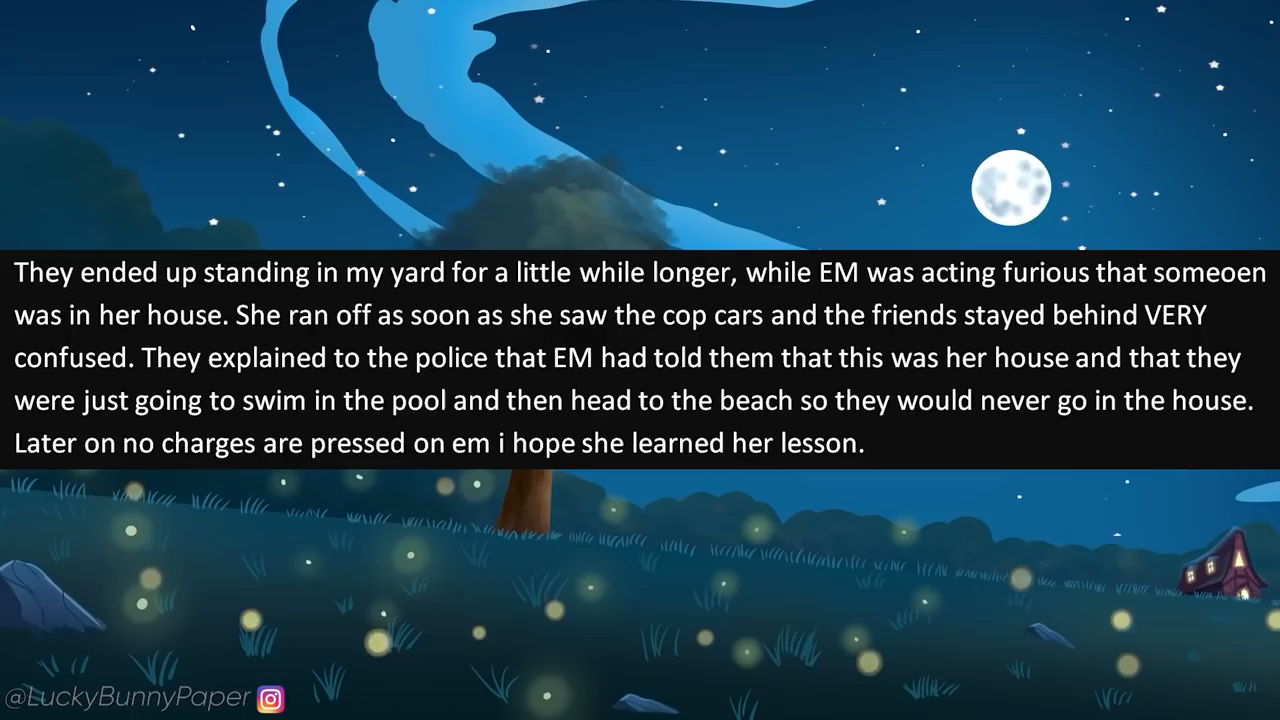 They ended up standing in my yard for a little while longer, while EM was acting furious that someoen
was in her house. She ran off as soon as she saw the cop cars and the friends stayed behind VERY
confused. They explained to the police that EM had told them that this was her house and that they
were just going to swim in the pool and then head to the beach so they would never go in the house.
Later on no charges are pressed on em i hope she learned her lesson.
@LuckyBunnyPaper